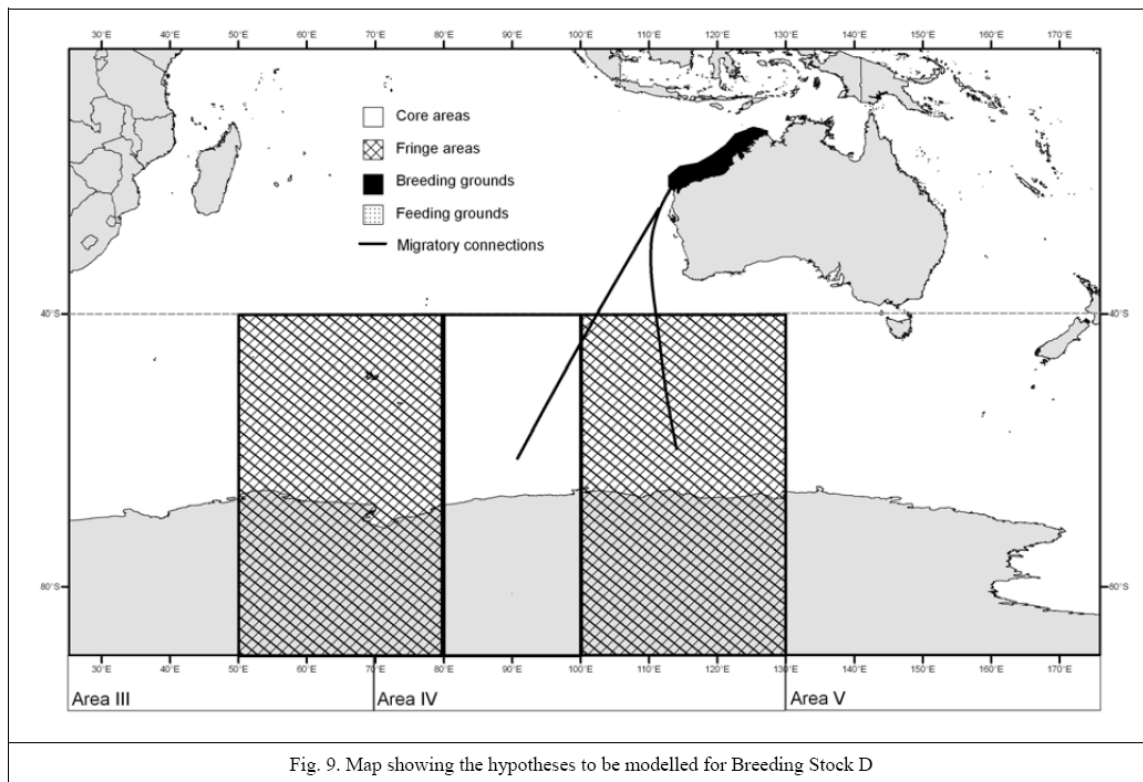 30°E 40°E 50°E 60°E 70°E 80°E 90°E 100°E 110°E 120°E 130°E 140°E 150°E 160°E 170°E
Core areas
Fringe areas
Breeding grounds
Feeding grounds
Migratory connections
40°S 40°S
80°S 80°S
30°E 40°E 50°E 60°E 70°E 80°E 90°E 100°E 110°E 120°E 130°E 140°E 150°E 160°E 170°E
Area III Area IV Area V
Fig. 9. Map showing the hypotheses to be modelled for Breeding Stock D